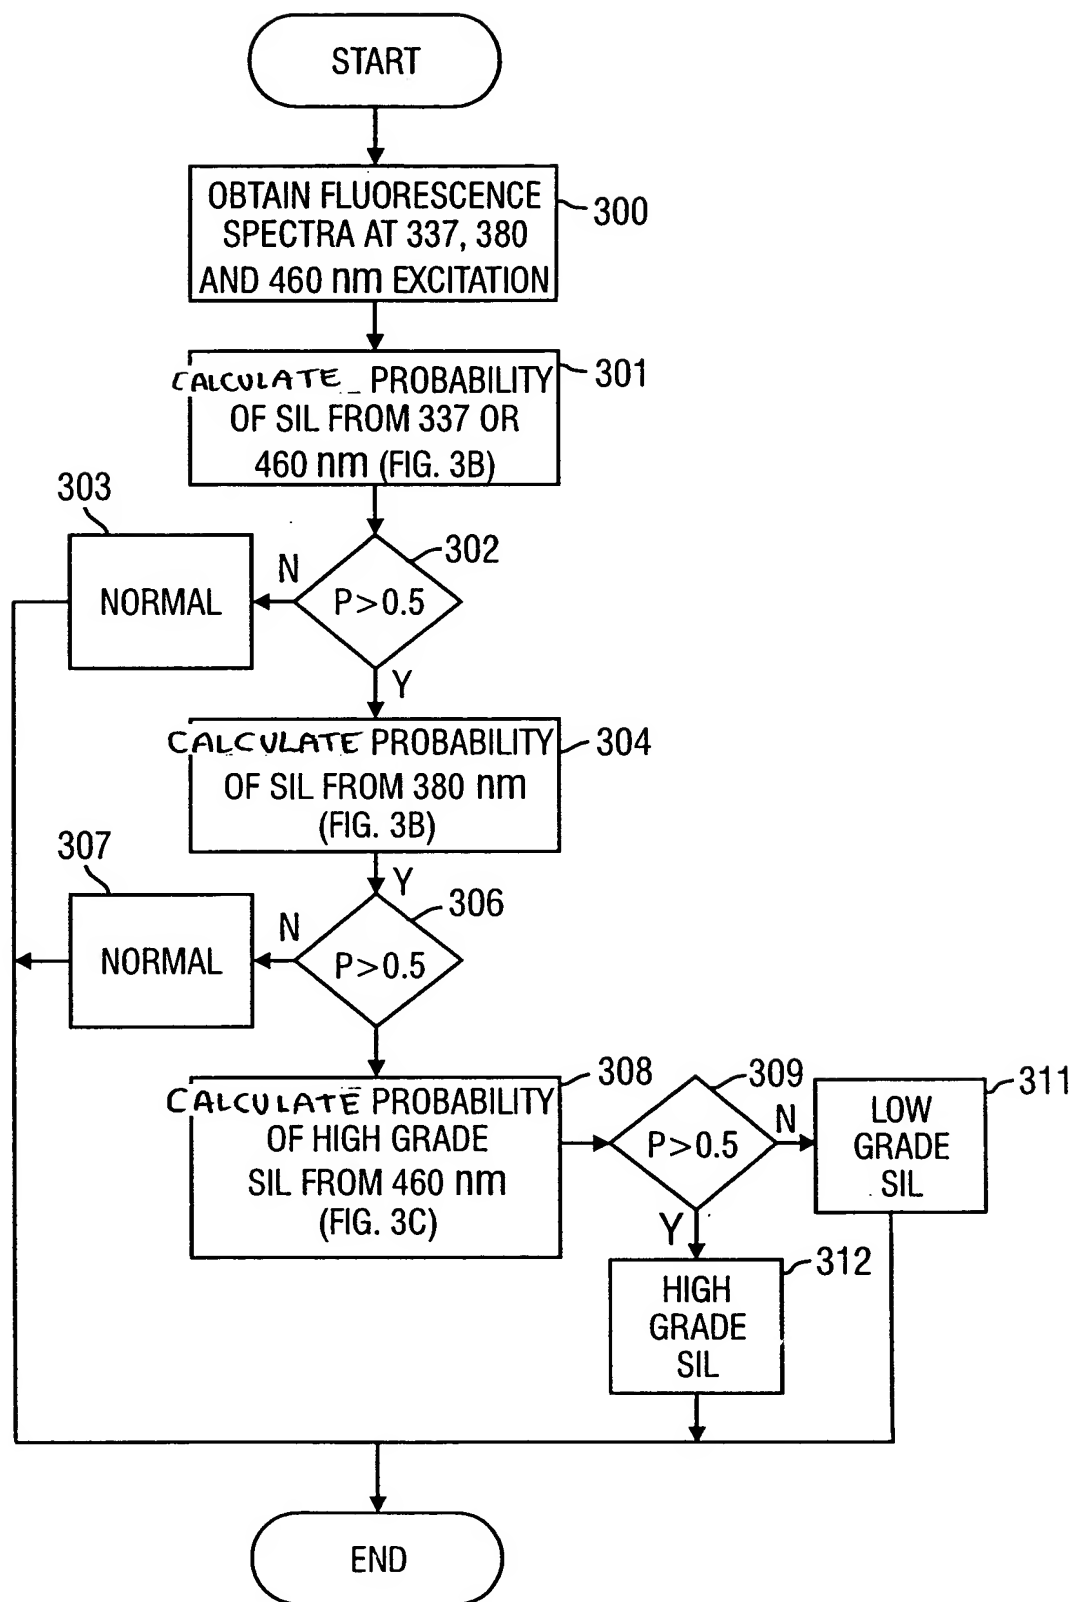 START
OBTAIN FLUORESCENCE
SPECTRA AT 337, 380
AND 460 nm EXCITATION
300
CALCULATE PROBABILITY
OF SIL FROM 337 OR
460 nm (FIG. 3B)
301
303
NORMAL
N
P>0.5
302
Y
CALCULATE PROBABILITY
OF SIL FROM 380 nm
(FIG. 3B)
304
307
NORMAL
Y
N
P>0.5
306
CALCULATE PROBABILITY
OF HIGH GRADE
SIL FROM 460 nm
(FIG. 3C)
308
P>0.5
309
N
LOW
GRADE
SIL
311
Y
HIGH
GRADE
SIL
312
END